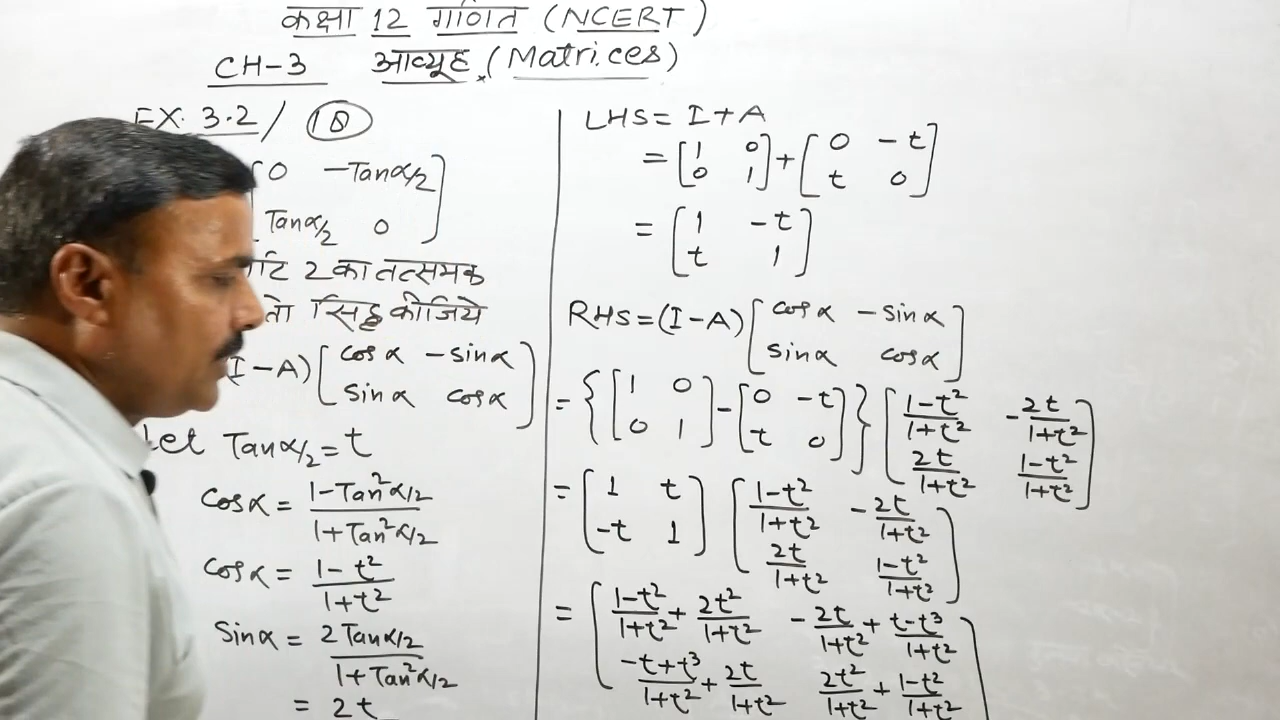 कक्षा 12 गणित (NCERT)
CH-3 आव्यूह (Matrices)
EX. 3.2 / 18
[0 -Tanα/2]
[Tanα/2 0]
2 का तत्समक
सिद्ध कीजिये
(I-A) [cosα -sinα]
[sinα cosα]
Let Tanα/2 = t
Cosα = (1-Tan²α/2)/(1+Tan²α/2)
Cosα = (1-t²)/(1+t²)
Sinα = (2Tanα/2)/(1+Tan²α/2)
= 2t
LHS = I+A
= [1 0] + [0 -t]
[0 1] [t 0]
= [1 -t]
[t 1]
RHS = (I-A) [cosα -sinα]
[sinα cosα]
= { [1 0] - [0 -t] } [(1-t²)/(1+t²) -2t/(1+t²)]
[0 1] [t 0] [2t/(1+t²) (1-t²)/(1+t²)]
= [1 t] [(1-t²)/(1+t²) -2t/(1+t²)]
[-t 1] [2t/(1+t²) (1-t²)/(1+t²)]
= [(1-t²)/(1+t²) + 2t²/(1+t²) -2t/(1+t²) + (t-t³)/(1+t²)]
[(-t+t³)/(1+t²) + 2t/(1+t²) 2t²/(1+t²) + (1-t²)/(1+t²)]